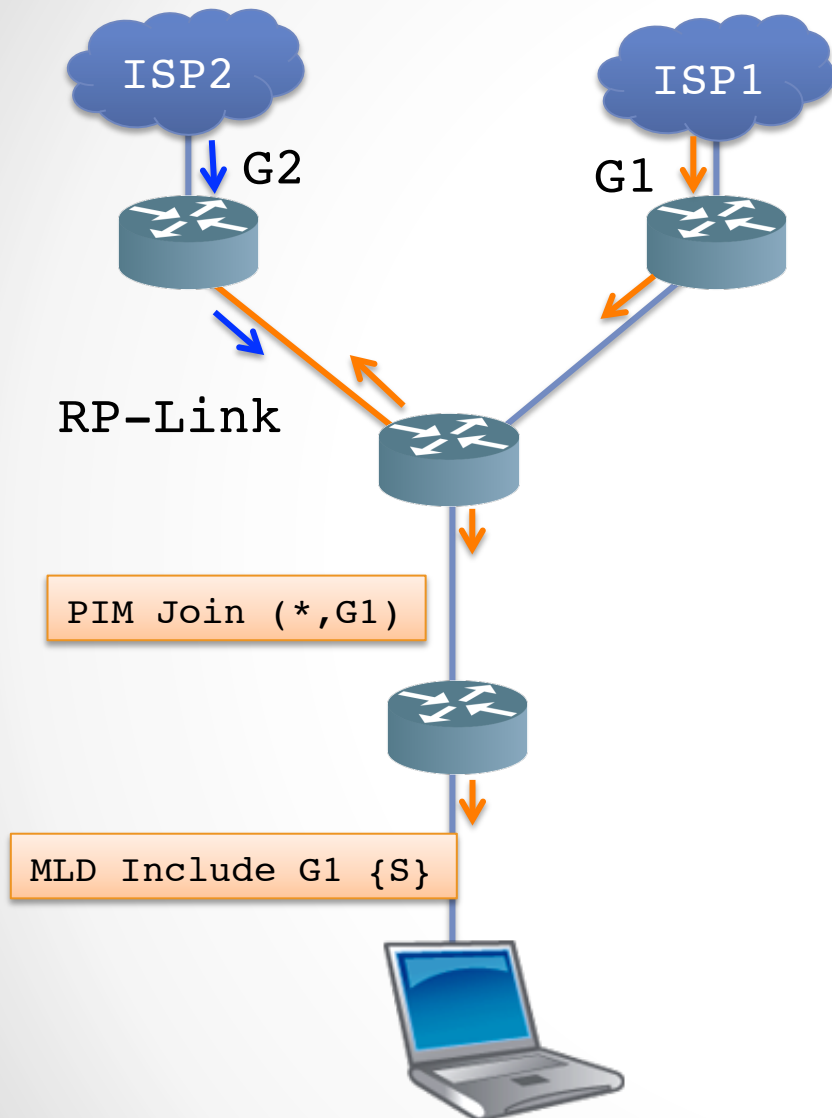 ISP2
ISP1
G2
G1
RP-Link
PIM Join (*,G1)
MLD Include G1 {S}